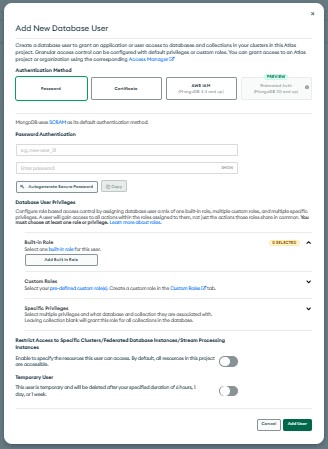 Add New Database User
Create a database user to grant an application or user access to databases and collections in your clusters in this Atlas
project. Granular access control can be configured with default privileges or custom roles. You can grant access to an Atlas
project or organization using the corresponding Access Manager
Authentication Method
PREVIEW
Password
Certificate
AWS IAM
(MongoDB 4.4 and up)
Federated Auth
(MongoDB 7.0 and up)
MongoDB uses SCRAM as its default authentication method.
Password Authentication
e.g. new-user_31
Enter password
SHOW
Autogenerate Secure Password
Copy
Database User Privileges
Configure role based access control by assigning database user a mix of one built-in role, multiple custom roles, and multiple specific
privileges. A user will gain access to all actions within the roles assigned to them, not just the actions those roles share in common. You
must choose at least one role or privilege. Learn more about roles.
Built-in Role
0 SELECTED
Select one built-in role for this user.
Add Built In Role
Custom Roles
Select your pre-defined custom role(s). Create a custom role in the Custom Roles tab.
Specific Privileges
Select multiple privileges and what database and collection they are associated with.
Leaving collection blank will grant this role for all collections in the database.
Restrict Access to Specific Clusters/Federated Database Instances/Stream Processing
Instances
Enable to specify the resources this user can access. By default, all resources in this project
are accessible.
Temporary User
This user is temporary and will be deleted after your specified duration of 6 hours, 1
day, or 1 week.
Cancel
Add User